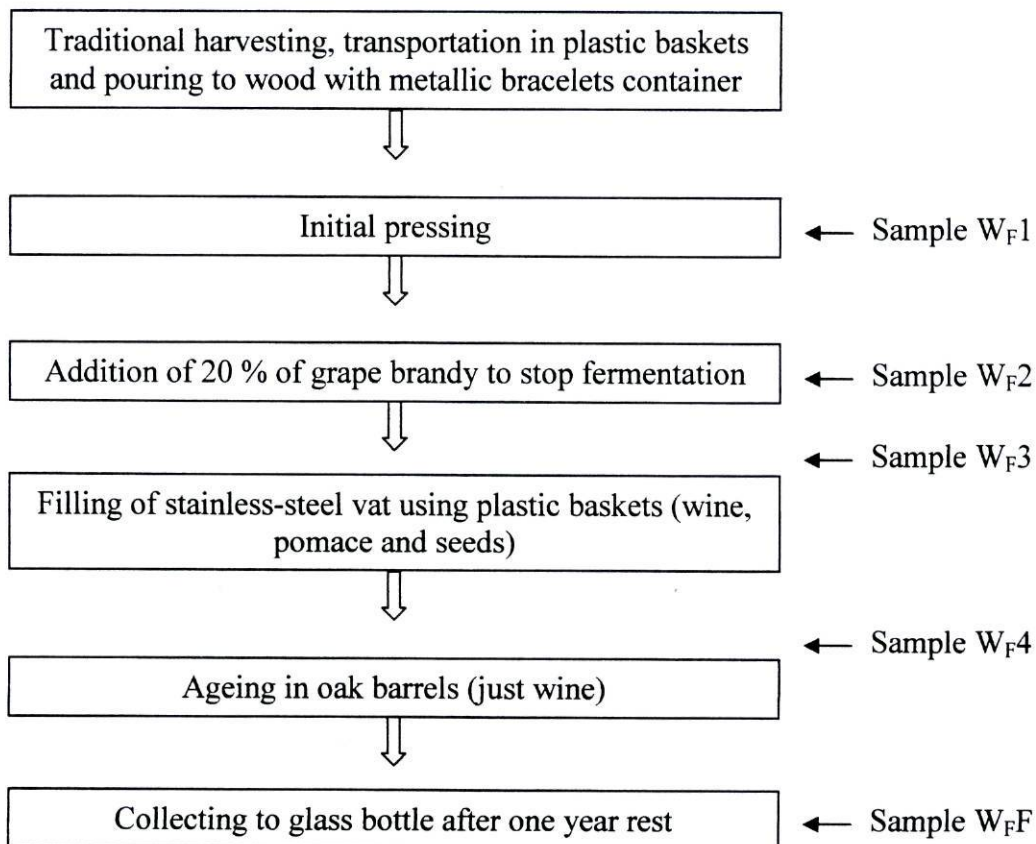 Traditional harvesting, transportation in plastic baskets
and pouring to wood with metallic bracelets container
Initial pressing
Sample WF1
Addition of 20 % of grape brandy to stop fermentation
Sample WF2
Sample WF3
Filling of stainless-steel vat using plastic baskets (wine,
pomace and seeds)
Sample WF4
Ageing in oak barrels (just wine)
Collecting to glass bottle after one year rest
Sample WFF